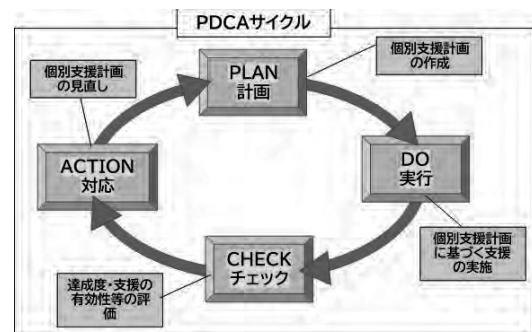 PDCAサイクル
PLAN
計画
個別支援計画
の作成
DO
実行
個別支援計画
に基づく支援
の実施
CHECK
チェック
達成度・支援の
有効性等の評
価
ACTION
対応
個別支援計画
の見直し